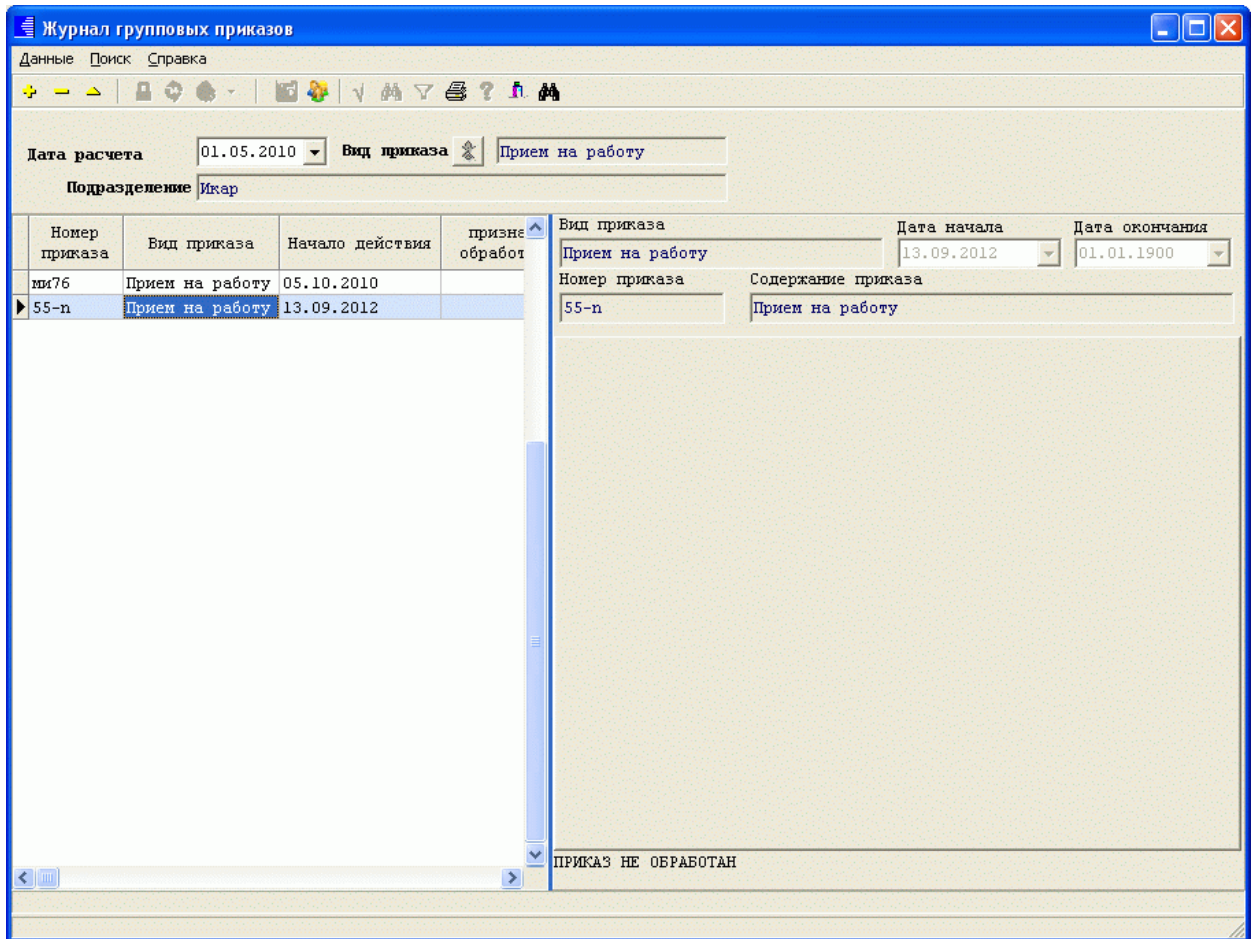 Журнал групповых приказов
Данные Поиск Справка
Дата расчета 01.05.2010 Вид приказа Прием на работу
Подразделение Икар
Номер приказа Вид приказа Начало действия призна обработ
ми76 Прием на работу 05.10.2010
55-п Прием на работу 13.09.2012
Вид приказа Дата начала Дата окончания
Прием на работу 13.09.2012 01.01.1900
Номер приказа Содержание приказа
55-п Прием на работу
ПРИКАЗ НЕ ОБРАБОТАН